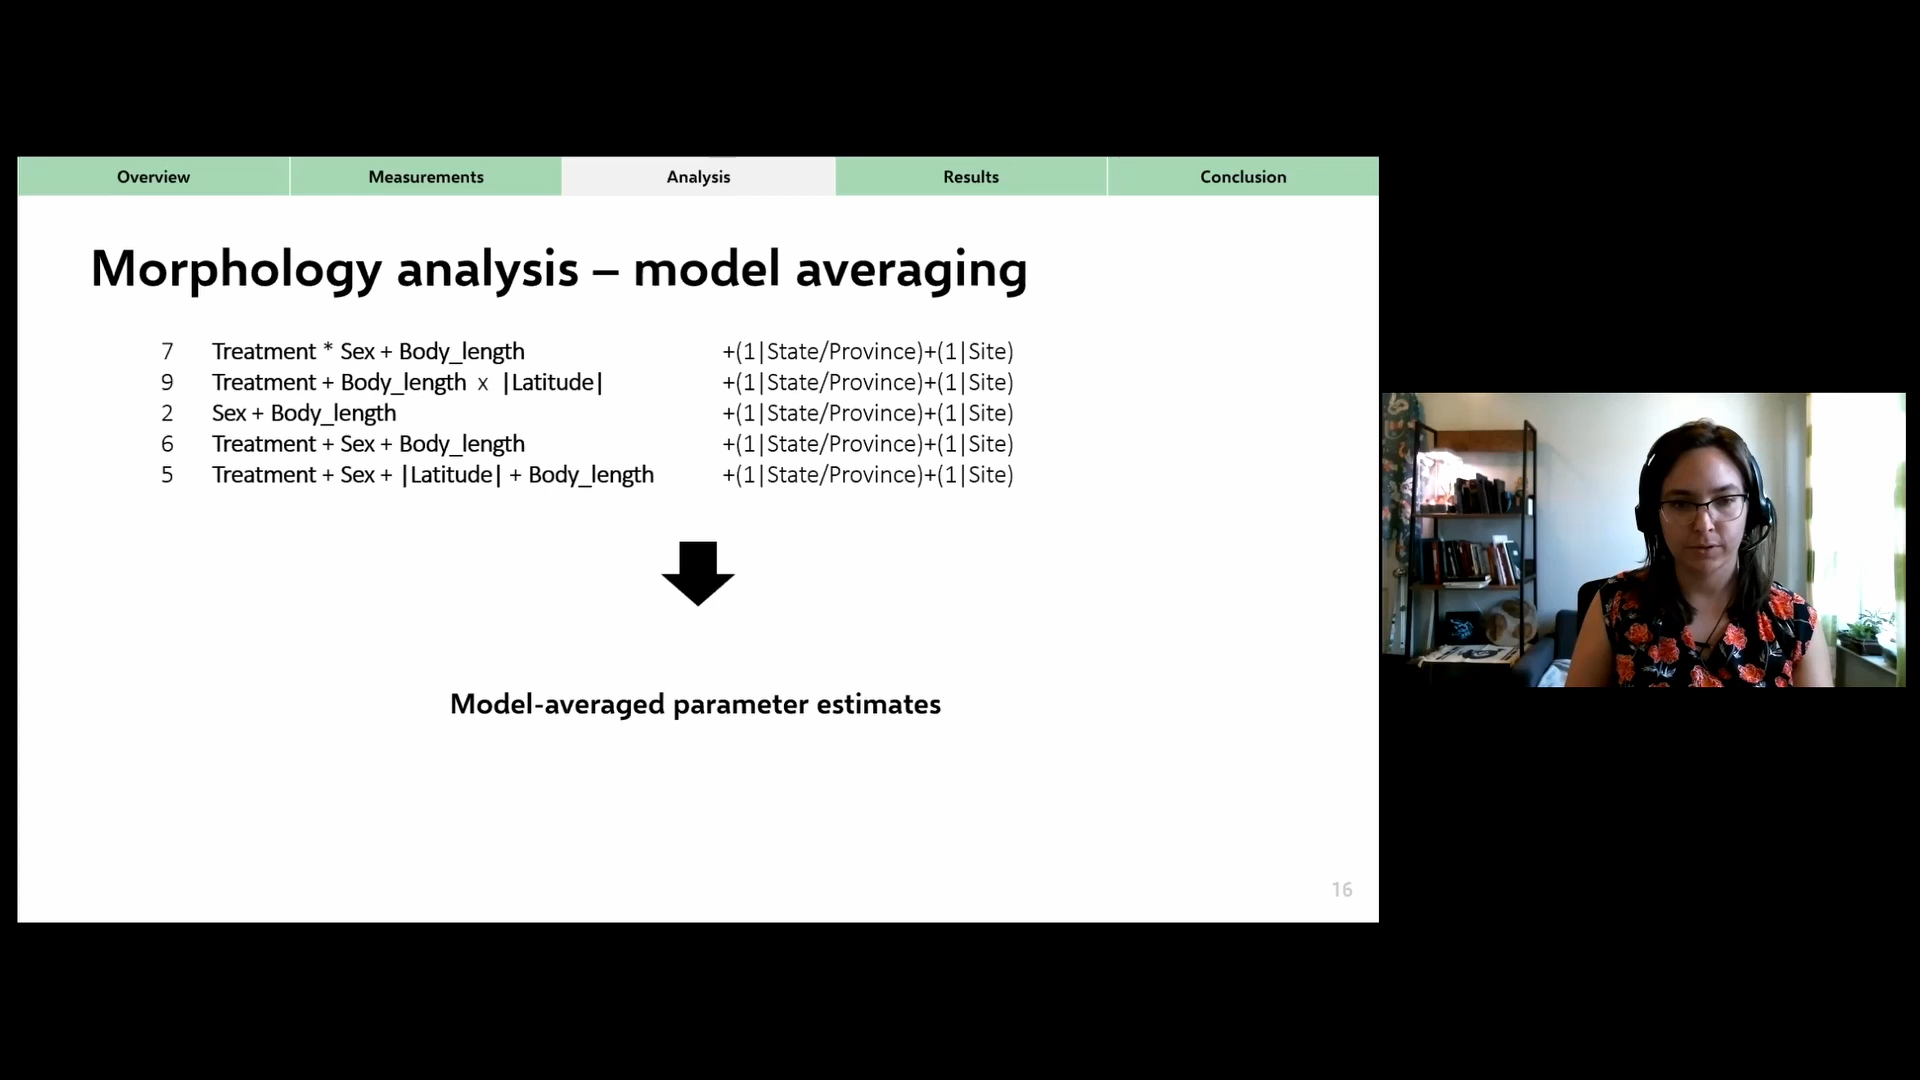 Overview Measurements Analysis Results Conclusion
Morphology analysis – model averaging
7 Treatment * Sex + Body_length +(1|State/Province)+(1|Site)
9 Treatment + Body_length x |Latitude| +(1|State/Province)+(1|Site)
2 Sex + Body_length +(1|State/Province)+(1|Site)
6 Treatment + Sex + Body_length +(1|State/Province)+(1|Site)
5 Treatment + Sex + |Latitude| + Body_length +(1|State/Province)+(1|Site)
Model-averaged parameter estimates
16